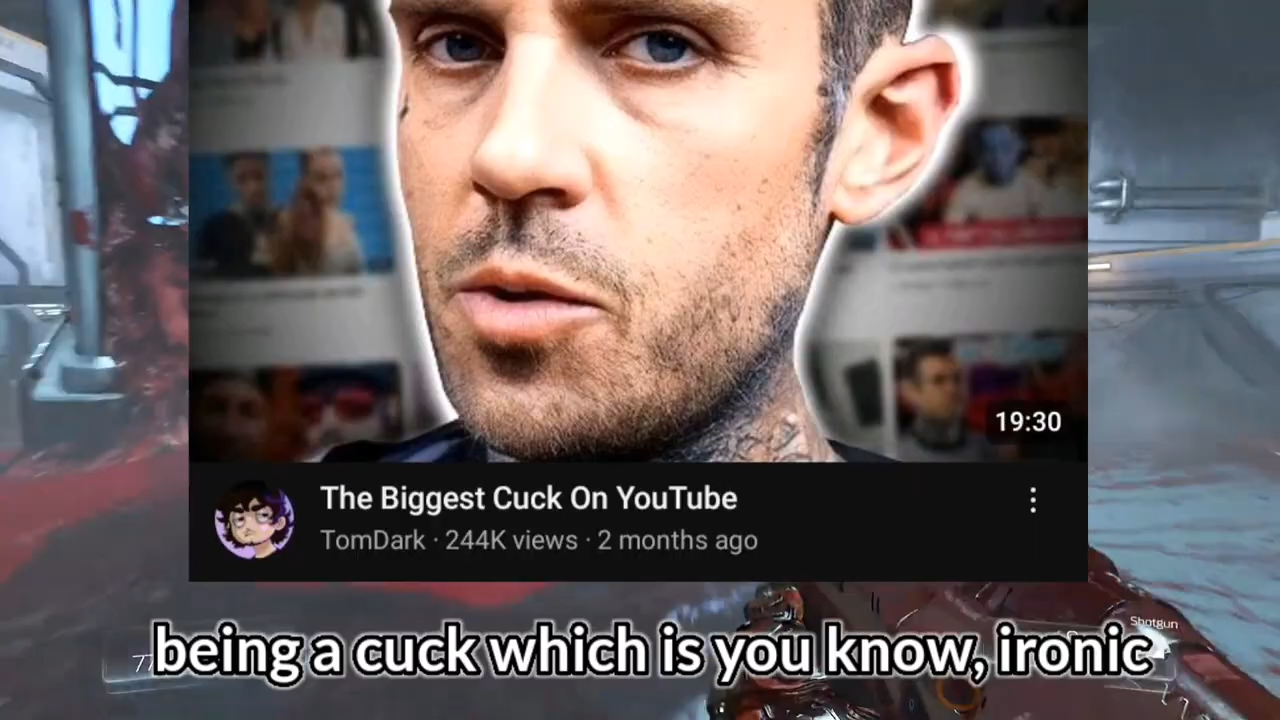 19:30
The Biggest Cuck On YouTube
TomDark · 244K views · 2 months ago
Shotgun
being a cuck which is you know, ironic